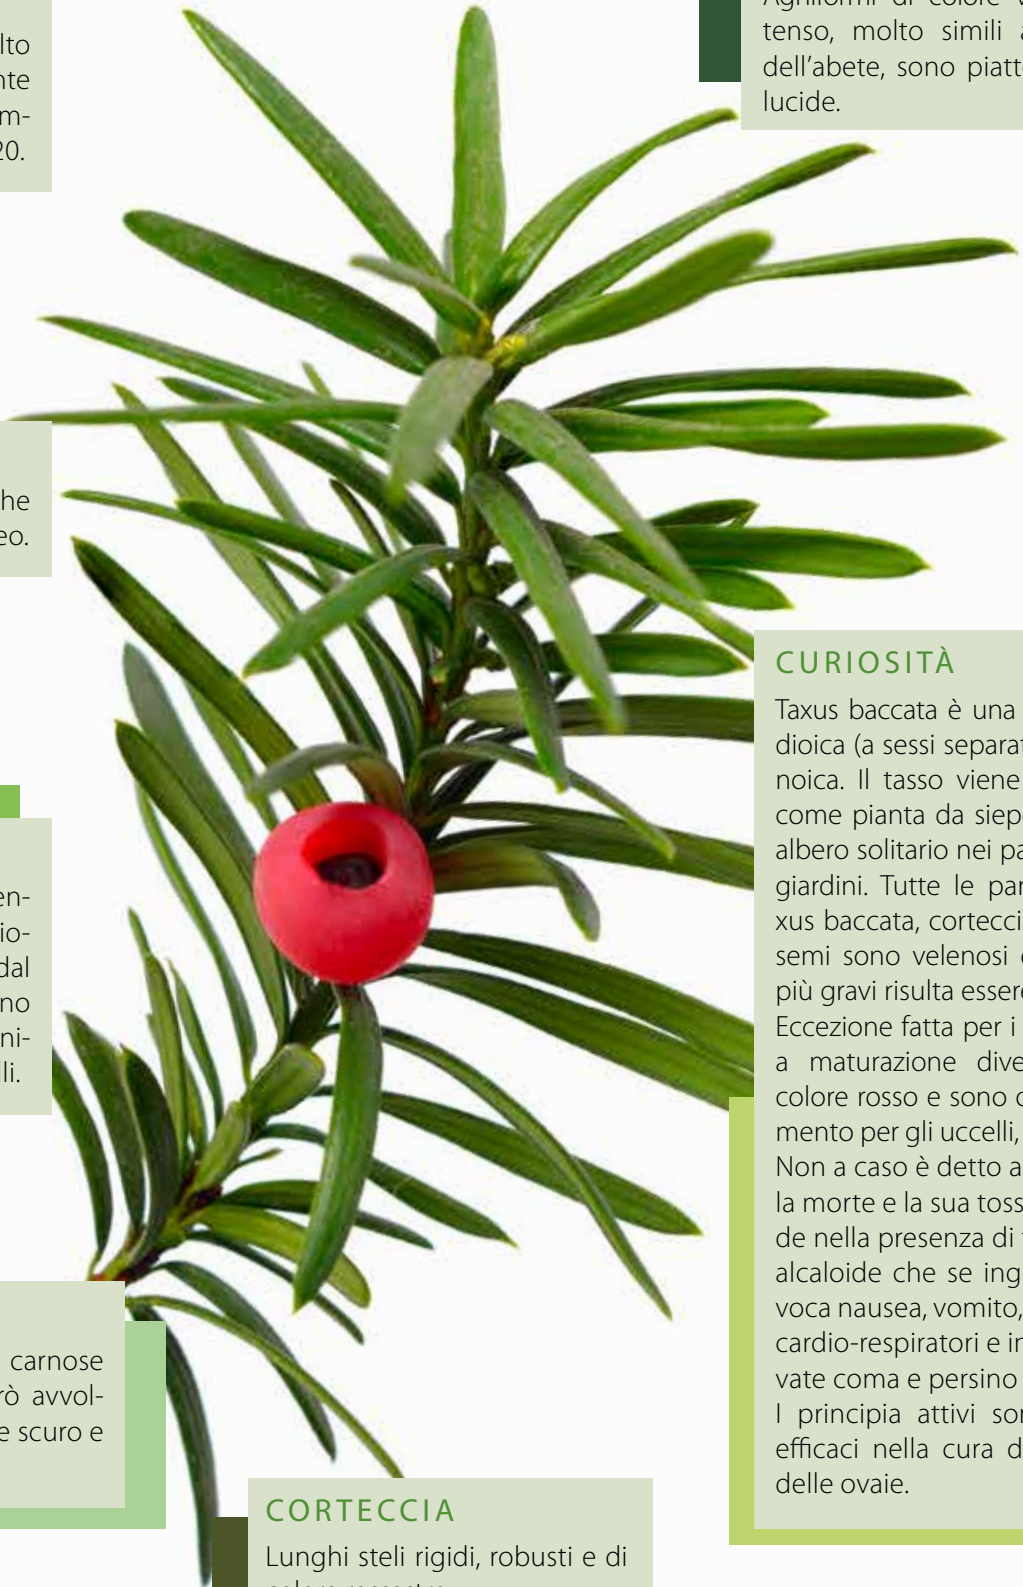 lto
nte
m-
20.
tenso, molto simili a
dell'abete, sono piatt
lucide.
he
eo.
CURIOSITÀ
Taxus baccata è una
dioica (a sessi separat
noica. Il tasso viene
come pianta da siep
albero solitario nei pa
giardini. Tutte le par
xus baccata, cortecci
semi sono velenosi
più gravi risulta essere
Eccezione fatta per i
a maturazione dive
colore rosso e sono
mento per gli uccelli,
Non a caso è detto a
la morte e la sua toss
de nella presenza di
alcaloide che se ing
voca nausea, vomito,
cardio-respiratori e in
vate coma e persino
I principia attivi son
efficaci nella cura d
delle ovaie.
en-
io-
dal
no
ni-
li.
carnose
rò avvol-
e scuro e
CORTECCIA
Lunghi steli rigidi, robusti e di